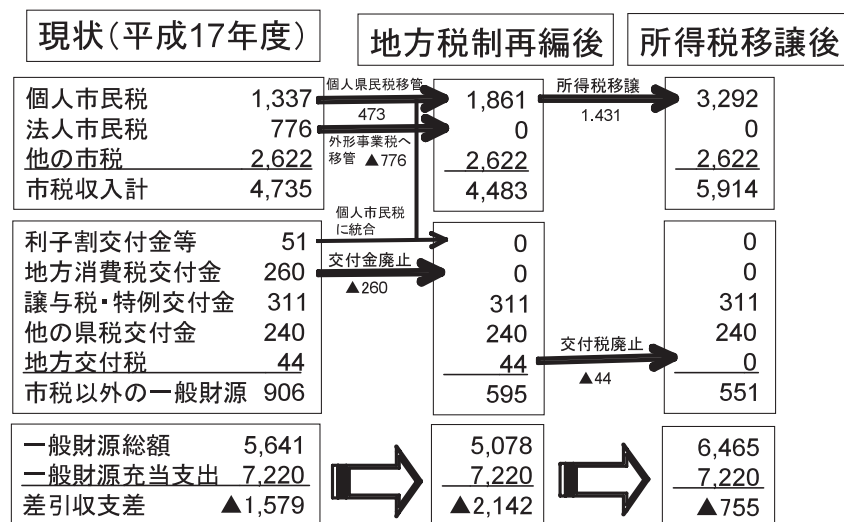 現状(平成17年度)
地方税制再編後
所得税移譲後
個人市民税 1,337
法人市民税 776
他の市税 2,622
市税収入計 4,735
個人県民税移管
473
外形事業税へ
移管 ▲776
1,861
0
2,622
4,483
所得税移譲
1.431
3,292
0
2,622
5,914
個人市民税
に統合
利子割交付金等 51
地方消費税交付金 260
譲与税・特例交付金 311
他の県税交付金 240
地方交付税 44
市税以外の一般財源 906
交付金廃止
▲260
0
0
311
240
44
595
交付税廃止
▲44
0
0
311
240
0
551
一般財源総額 5,641
一般財源充当支出 7,220
差引収支差 ▲1,579
5,078
7,220
▲2,142
6,465
7,220
▲755